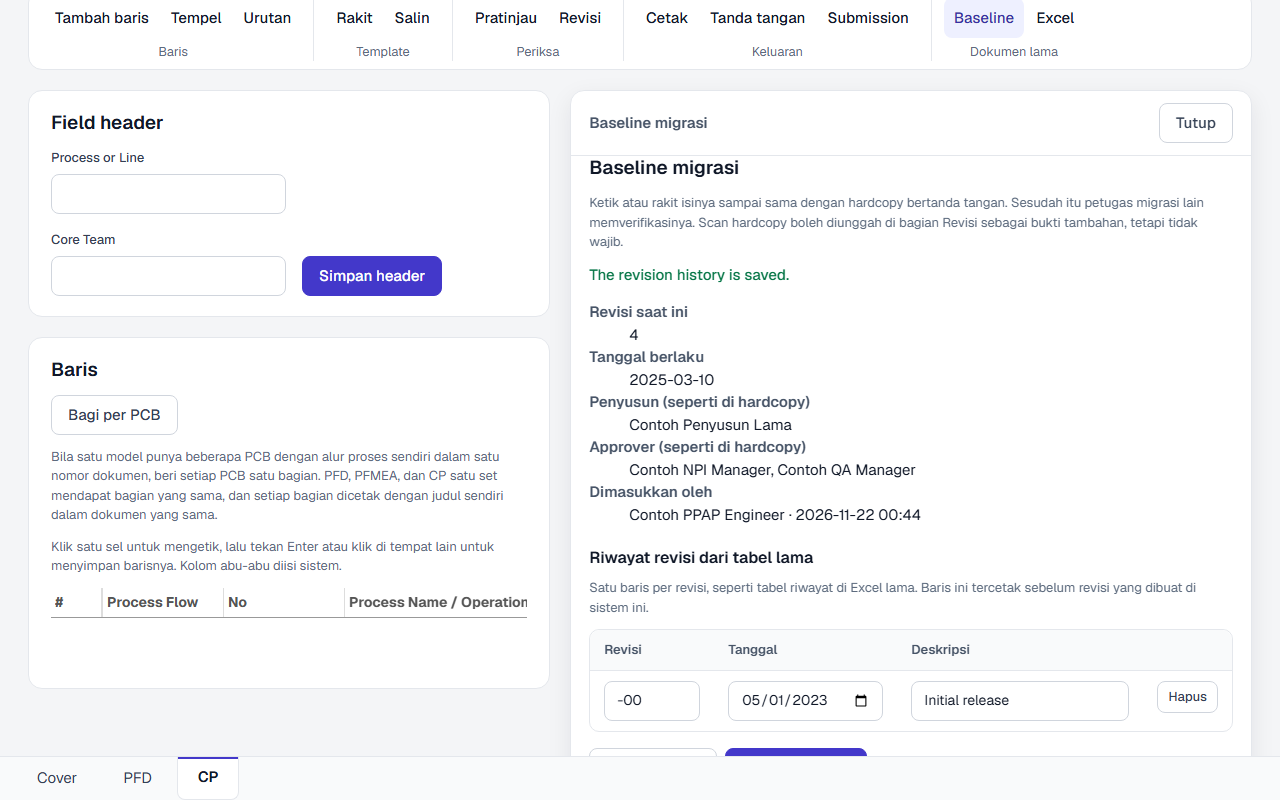 Tambah baris Tempel Urutan Rakit Salin Pratinjau Revisi Cetak Tanda tangan Submission Baseline Excel
Baris Template Periksa Keluaran Dokumen lama
Field header
Process or Line
Core Team
Simpan header
Baris
Bagi per PCB
Bila satu model punya beberapa PCB dengan alur proses sendiri dalam satu
nomor dokumen, beri setiap PCB satu bagian. PFD, PFMEA, dan CP satu set
mendapat bagian yang sama, dan setiap bagian dicetak dengan judul sendiri
dalam dokumen yang sama.
Klik satu sel untuk mengetik, lalu tekan Enter atau klik di tempat lain untuk
menyimpan barisnya. Kolom abu-abu diisi sistem.
# Process Flow No Process Name / Operation
Baseline migrasi Tutup
Baseline migrasi
Ketik atau rakit isinya sampai sama dengan hardcopy bertanda tangan. Sesudah itu petugas migrasi lain
memverifikasinya. Scan hardcopy boleh diunggah di bagian Revisi sebagai bukti tambahan, tetapi tidak
wajib.
The revision history is saved.
Revisi saat ini
4
Tanggal berlaku
2025-03-10
Penyusun (seperti di hardcopy)
Contoh Penyusun Lama
Approver (seperti di hardcopy)
Contoh NPI Manager, Contoh QA Manager
Dimasukkan oleh
Contoh PPAP Engineer · 2026-11-22 00:44
Riwayat revisi dari tabel lama
Satu baris per revisi, seperti tabel riwayat di Excel lama. Baris ini tercetak sebelum revisi yang dibuat di
sistem ini.
Revisi Tanggal Deskripsi
-00 05/01/2023 Initial release Hapus
Cover PFD CP